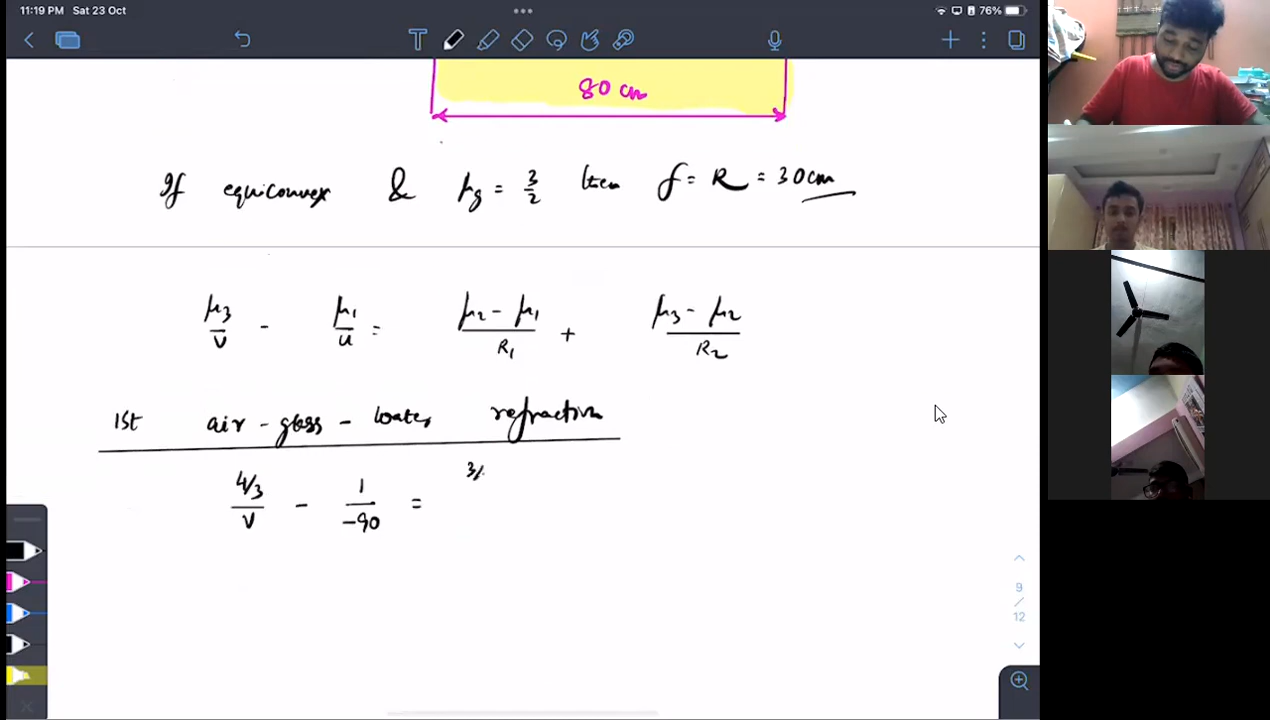 11:19 PM Sat 23 Oct
76%
T
80 cm
If equiconvex & μg = 3/2 then f = R = 30cm
μ3/v - μ1/u = μ2 - μ1/R1 + μ3 - μ2/R2
1st air - glass - water refraction
4/3/v - 1/-90 = 3/
9
/
12